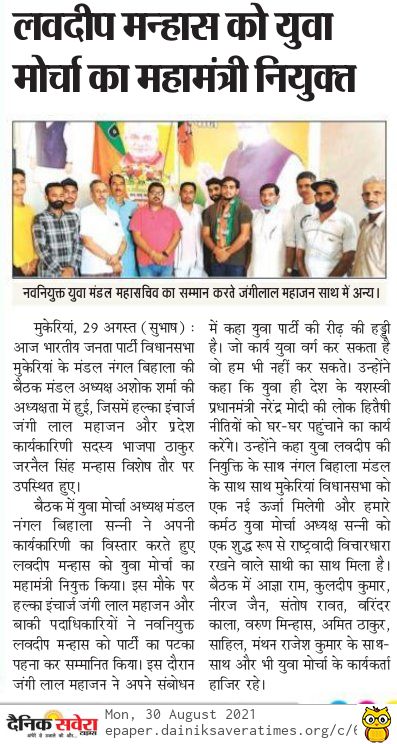 लवदीप मन्हास को युवा
मोर्चा का महामंत्री नियुक्त
नवनियुक्त युवा मंडल महासचिव का सम्मान करते जंगीलाल महाजन साथ में अन्य।
मुकेरियां, 29 अगस्त (सुभाष) :
आज भारतीय जनता पार्टी विधानसभा
मुकेरियां के मंडल नंगल बिहाला की
बैठक मंडल अध्यक्ष अशोक शर्मा की
अध्यक्षता में हुई, जिसमें हल्का इंचार्ज
जंगी लाल महाजन और प्रदेश
कार्यकारिणी सदस्य भाजपा ठाकुर
जरनैल सिंह मन्हास विशेष तौर पर
उपस्थित हुए।
बैठक में युवा मोर्चा अध्यक्ष मंडल
नंगल बिहाला सन्नी ने अपनी
कार्यकारिणी का विस्तार करते हुए
लवदीप मन्हास को युवा मोर्चा का
महामंत्री नियुक्त किया। इस मौके पर
हल्का इंचार्ज जंगी लाल महाजन और
बाकी पदाधिकारियों ने नवनियुक्त
लवदीप मन्हास को पार्टी का पटका
पहना कर सम्मानित किया। इस दौरान
जंगी लाल महाजन ने अपने संबोधन
में कहा युवा पार्टी की रीढ़ की हड्डी
है। जो कार्य युवा वर्ग कर सकता है
वो हम भी नहीं कर सकते। उन्होंने
कहा कि युवा ही देश के यशस्वी
प्रधानमंत्री नरेंद्र मोदी की लोक हितैषी
नीतियों को घर-घर पहुंचाने का कार्य
करेंगे। उन्होंने कहा युवा लवदीप की
नियुक्ति के साथ नंगल बिहाला मंडल
के साथ साथ मुकेरियां विधानसभा को
एक नई ऊर्जा मिलेगी और हमारे
कर्मठ युवा मोर्चा अध्यक्ष सन्नी को
एक शुद्ध रूप से राष्ट्रवादी विचारधारा
रखने वाले साथी का साथ मिला है।
बैठक में आज्ञा राम, कुलदीप कुमार,
नीरज जैन, संतोष रावत, वरिंदर
काला, वरुण मिन्हास, अमित ठाकुर,
साहिल, मंथन राजेश कुमार के साथ-
साथ और भी युवा मोर्चा के कार्यकर्ता
हाजिर रहे।
दैनिक सवेरा
टाइम्स
Mon, 30 August 2021
epaper.dainiksaveratimes.org/c/6